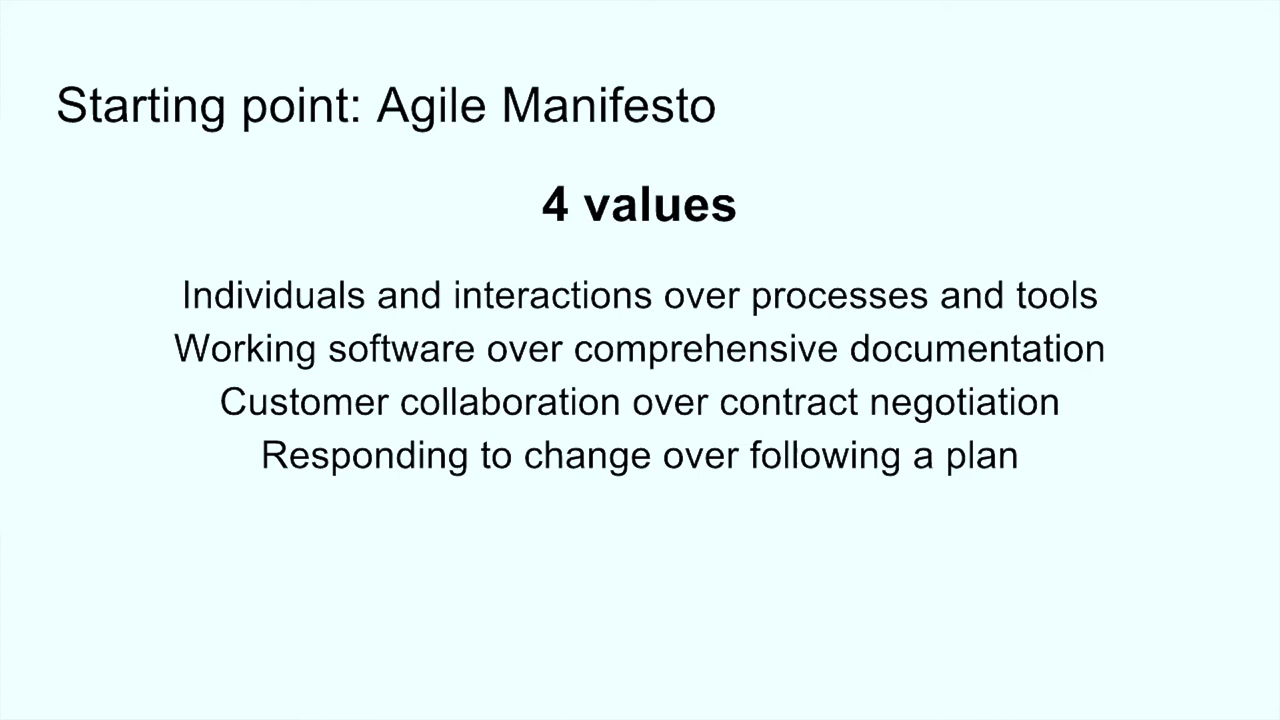 Starting point: Agile Manifesto
4 values
Individuals and interactions over processes and tools
Working software over comprehensive documentation
Customer collaboration over contract negotiation
Responding to change over following a plan